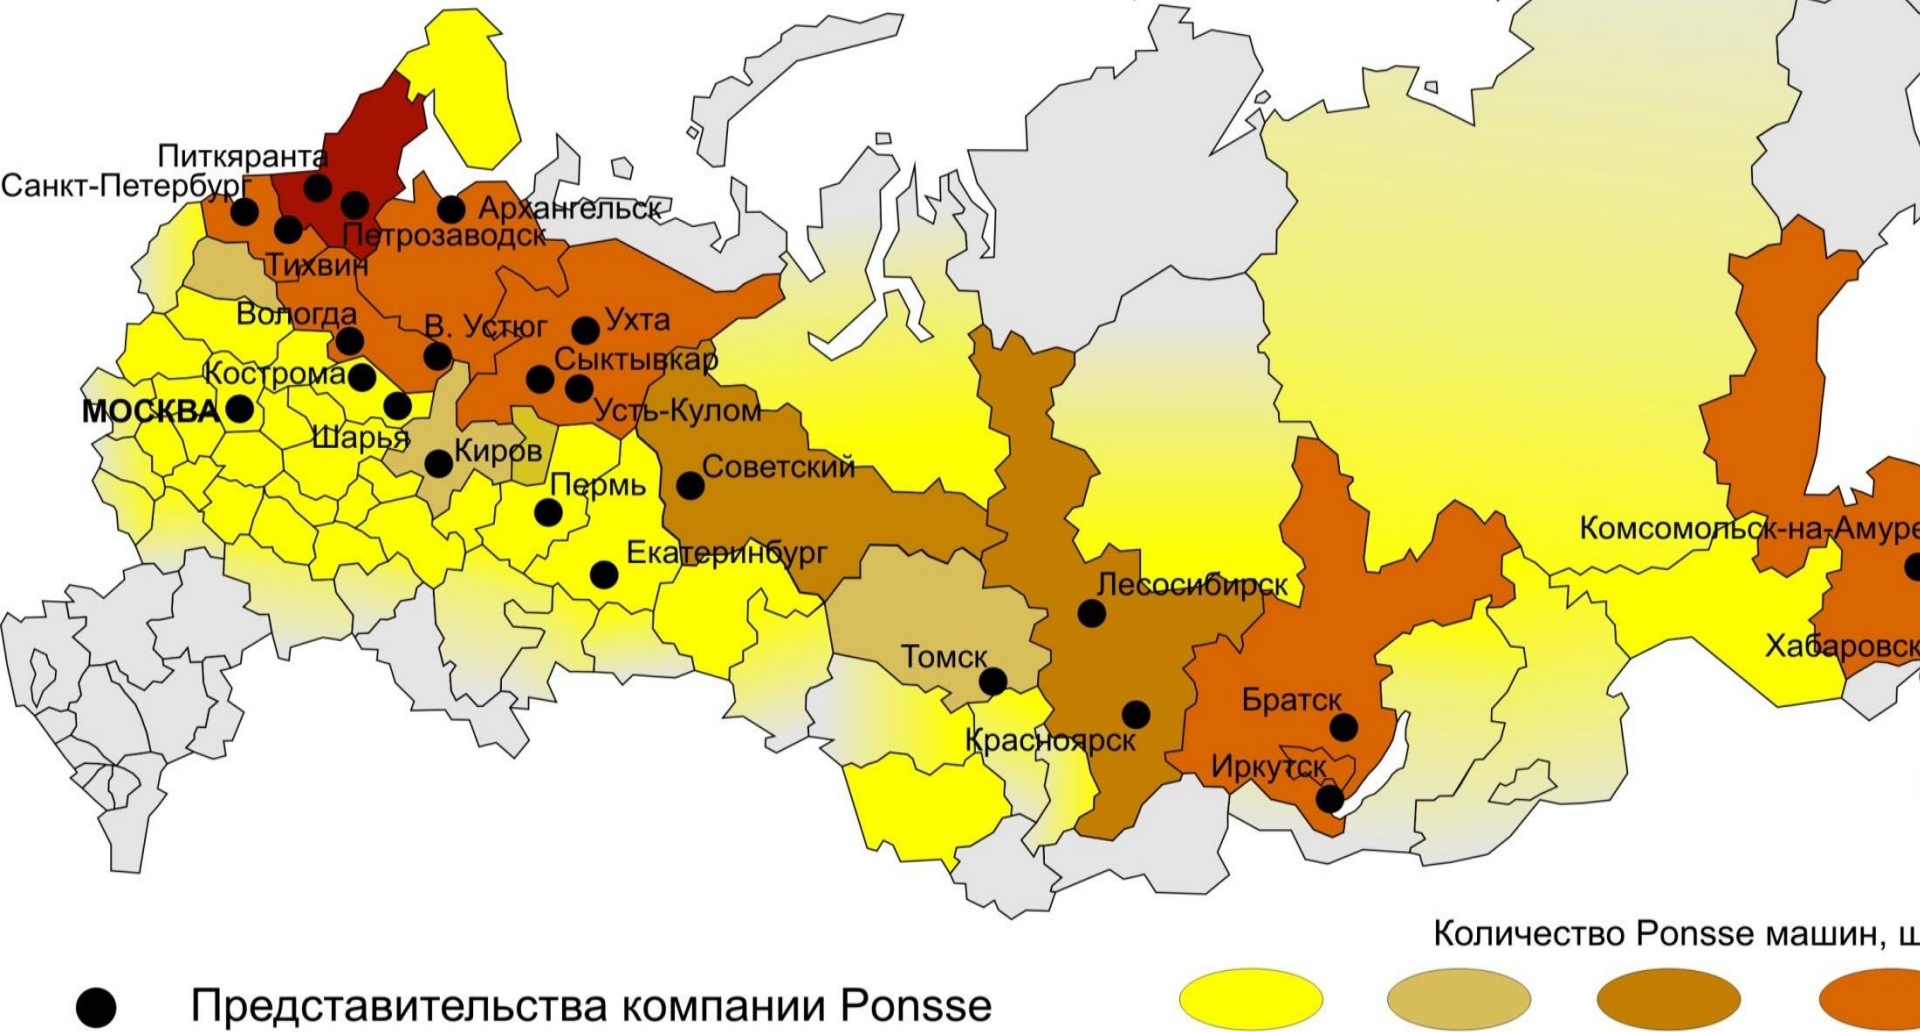 Питкяранта
Санкт-Петербург
Архангельск
Петрозаводск
Тихвин
Вологда
В. Устюг
Ухта
Сыктывкар
Кострома
МОСКВА
Усть-Кулом
Шарья
Киров
Советский
Пермь
Екатеринбург
Комсомольск-на-Амуре
Лесосибирск
Хабаровск
Томск
Братск
Красноярск
Иркутск
Количество Ponsse машин, ш
Представительства компании Ponsse